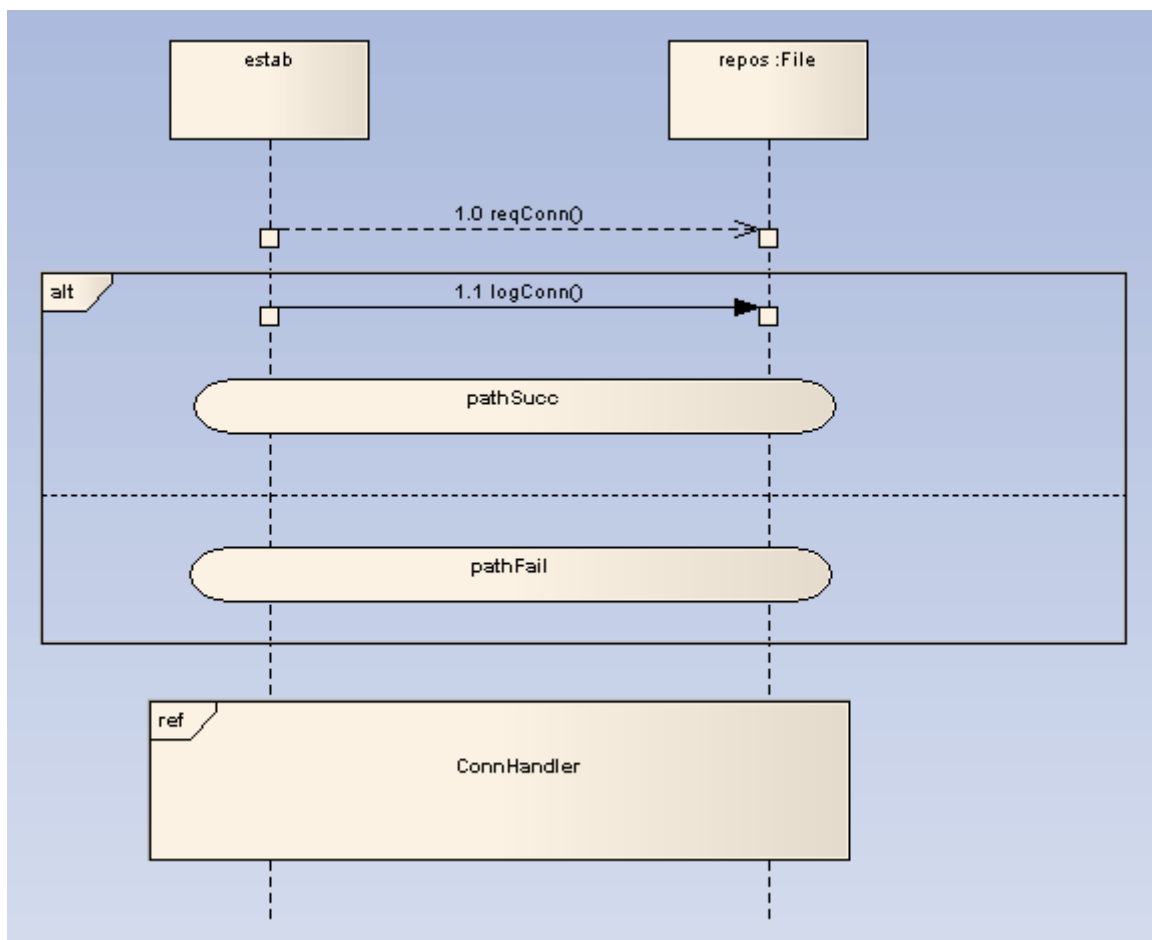 estab
repos :File
1.0 reqConn()
alt
1.1 logConn()
pathSucc
pathFail
ref
ConnHandler